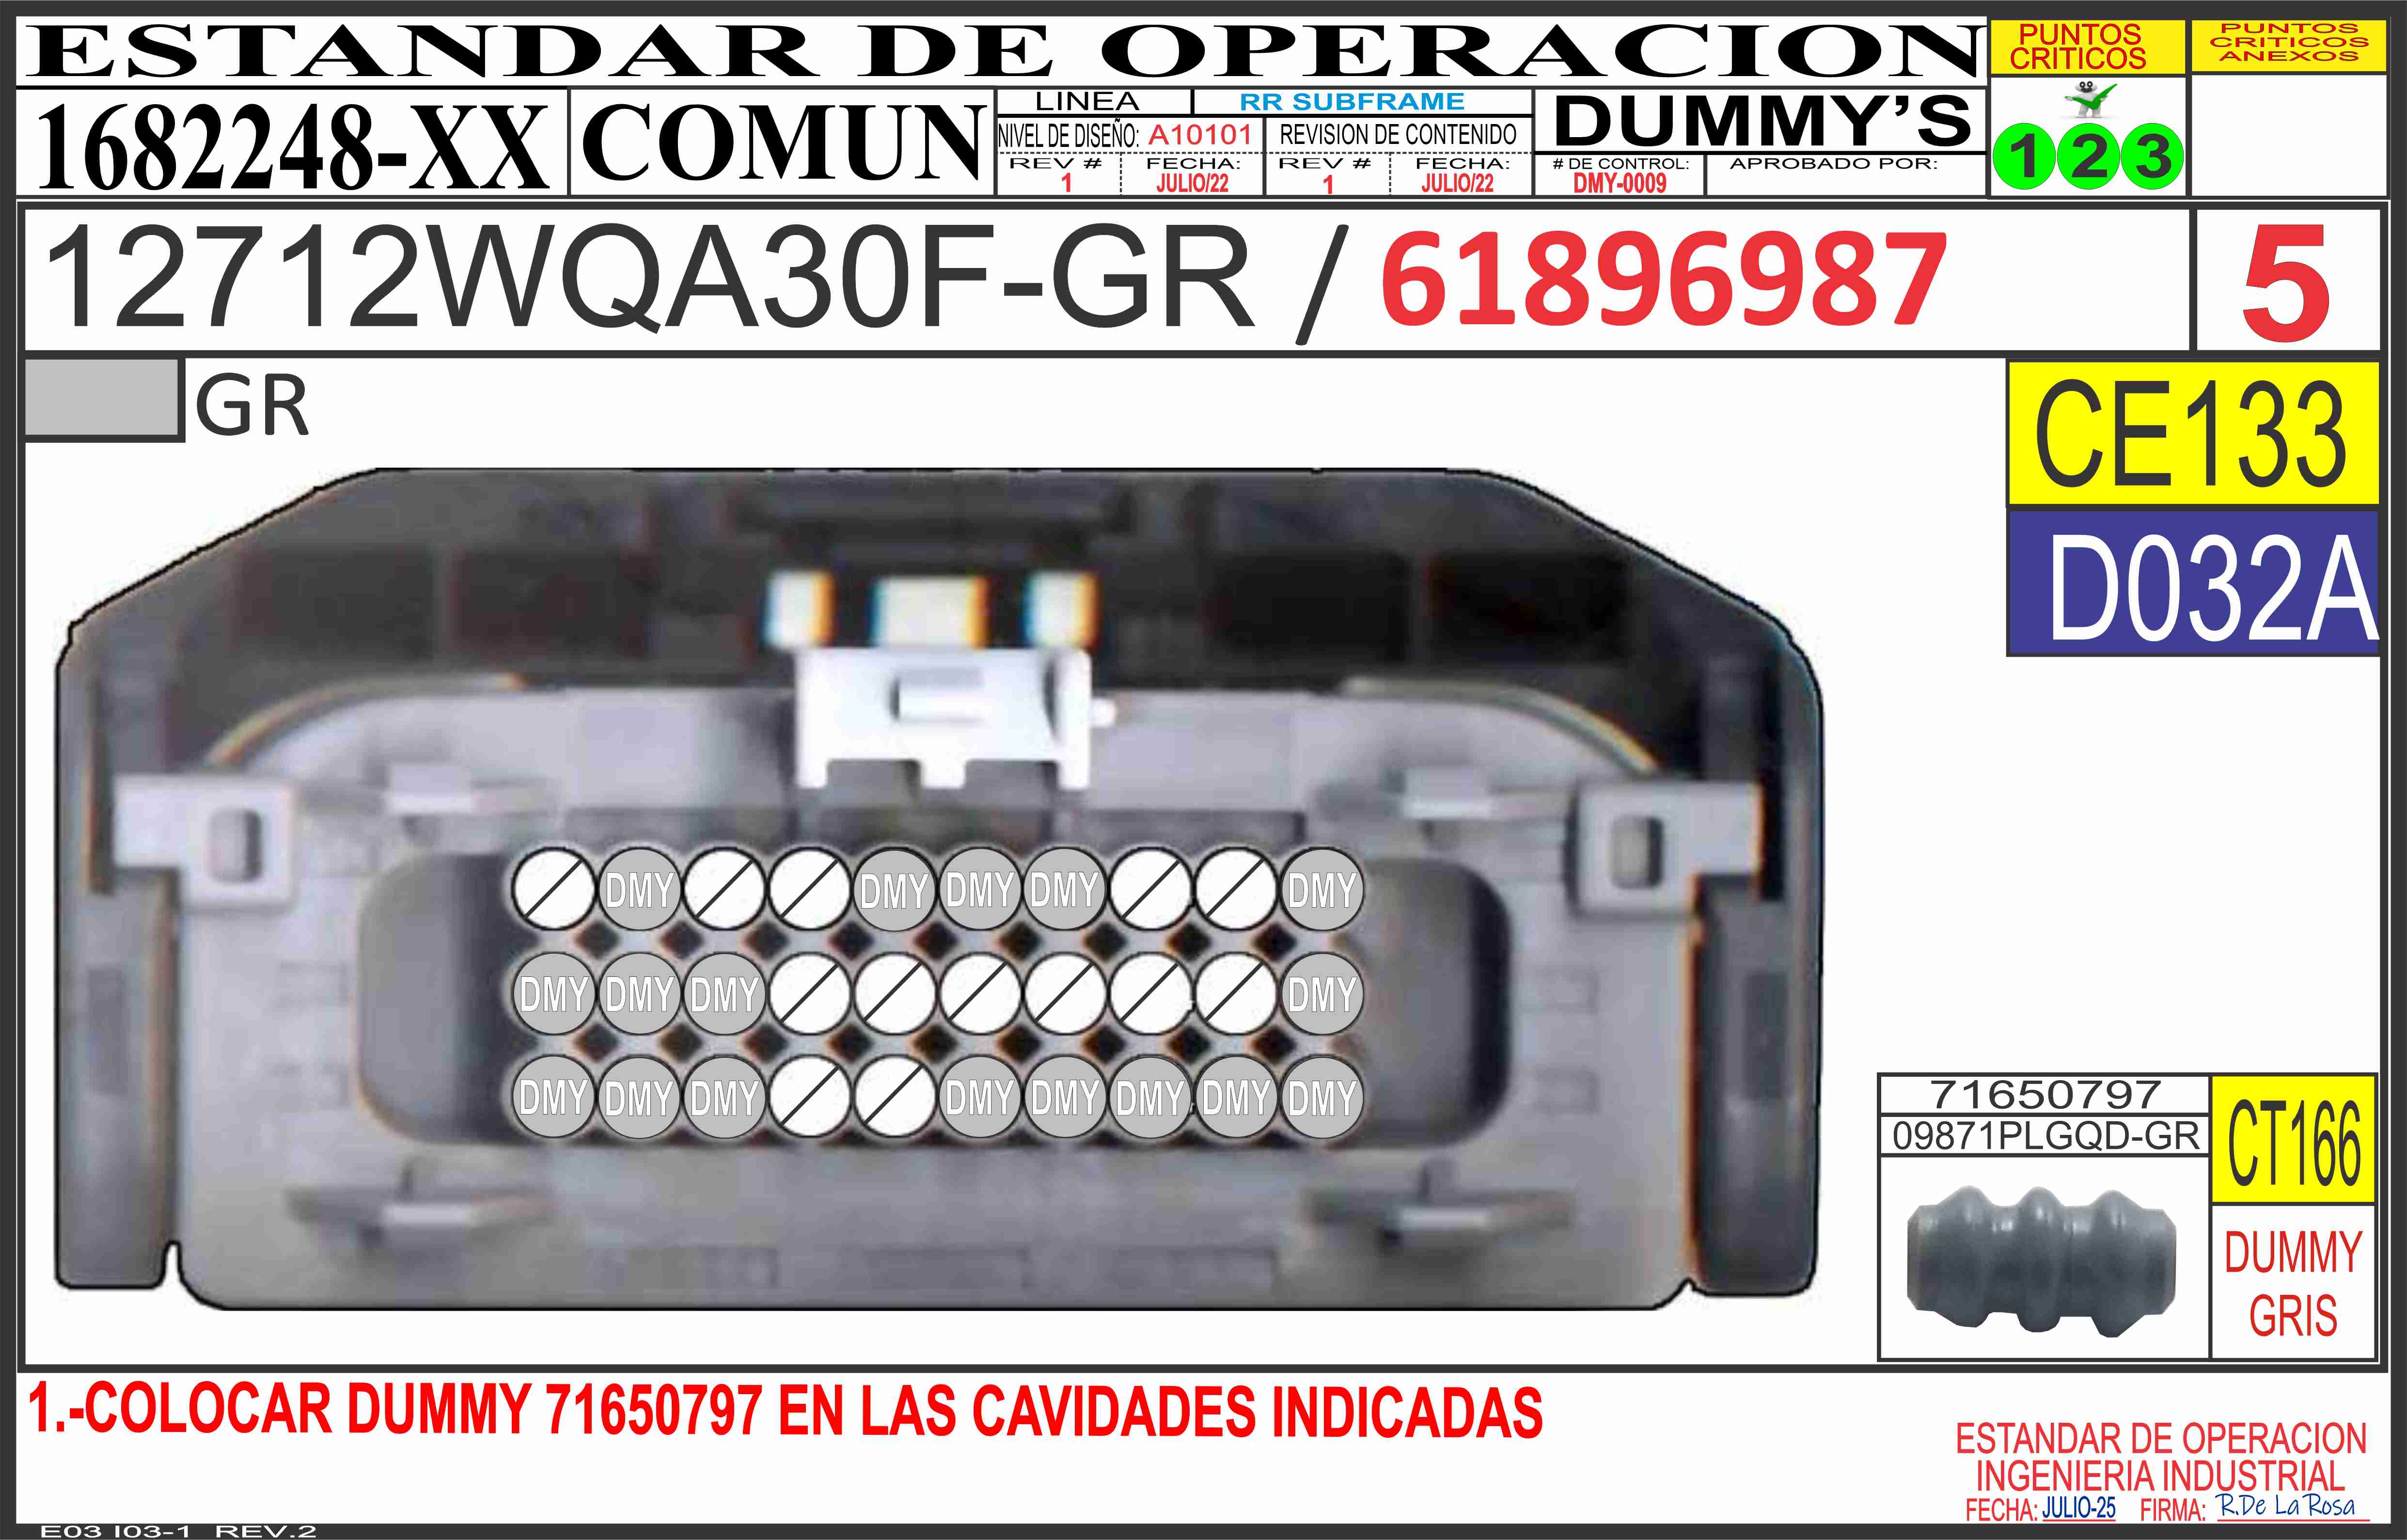 ESTANDAR DE OPERACION
PUNTOS CRITICOS
PUNTOS CRITICOS ANEXOS
1682248-XX
COMUN
LINEA
RR SUBFRAME
NIVEL DE DISEÑO: A10101
REVISION DE CONTENIDO
REV # 1
FECHA: JULIO/22
REV # 1
FECHA: JULIO/22
DUMMY'S
# DE CONTROL: DMY-0009
APROBADO POR:
1 2 3
12712WQA30F-GR / 61896987
5
GR
CE133
D032A
DMY DMY DMY DMY DMY
DMY DMY DMY DMY
DMY DMY DMY DMY DMY DMY DMY DMY
71650797
09871PLGQD-GR
CT166
DUMMY
GRIS
1.-COLOCAR DUMMY 71650797 EN LAS CAVIDADES INDICADAS
ESTANDAR DE OPERACION
INGENIERIA INDUSTRIAL
FECHA: JULIO-25 FIRMA: R.De La Rosa
E03 I03-1 REV.2